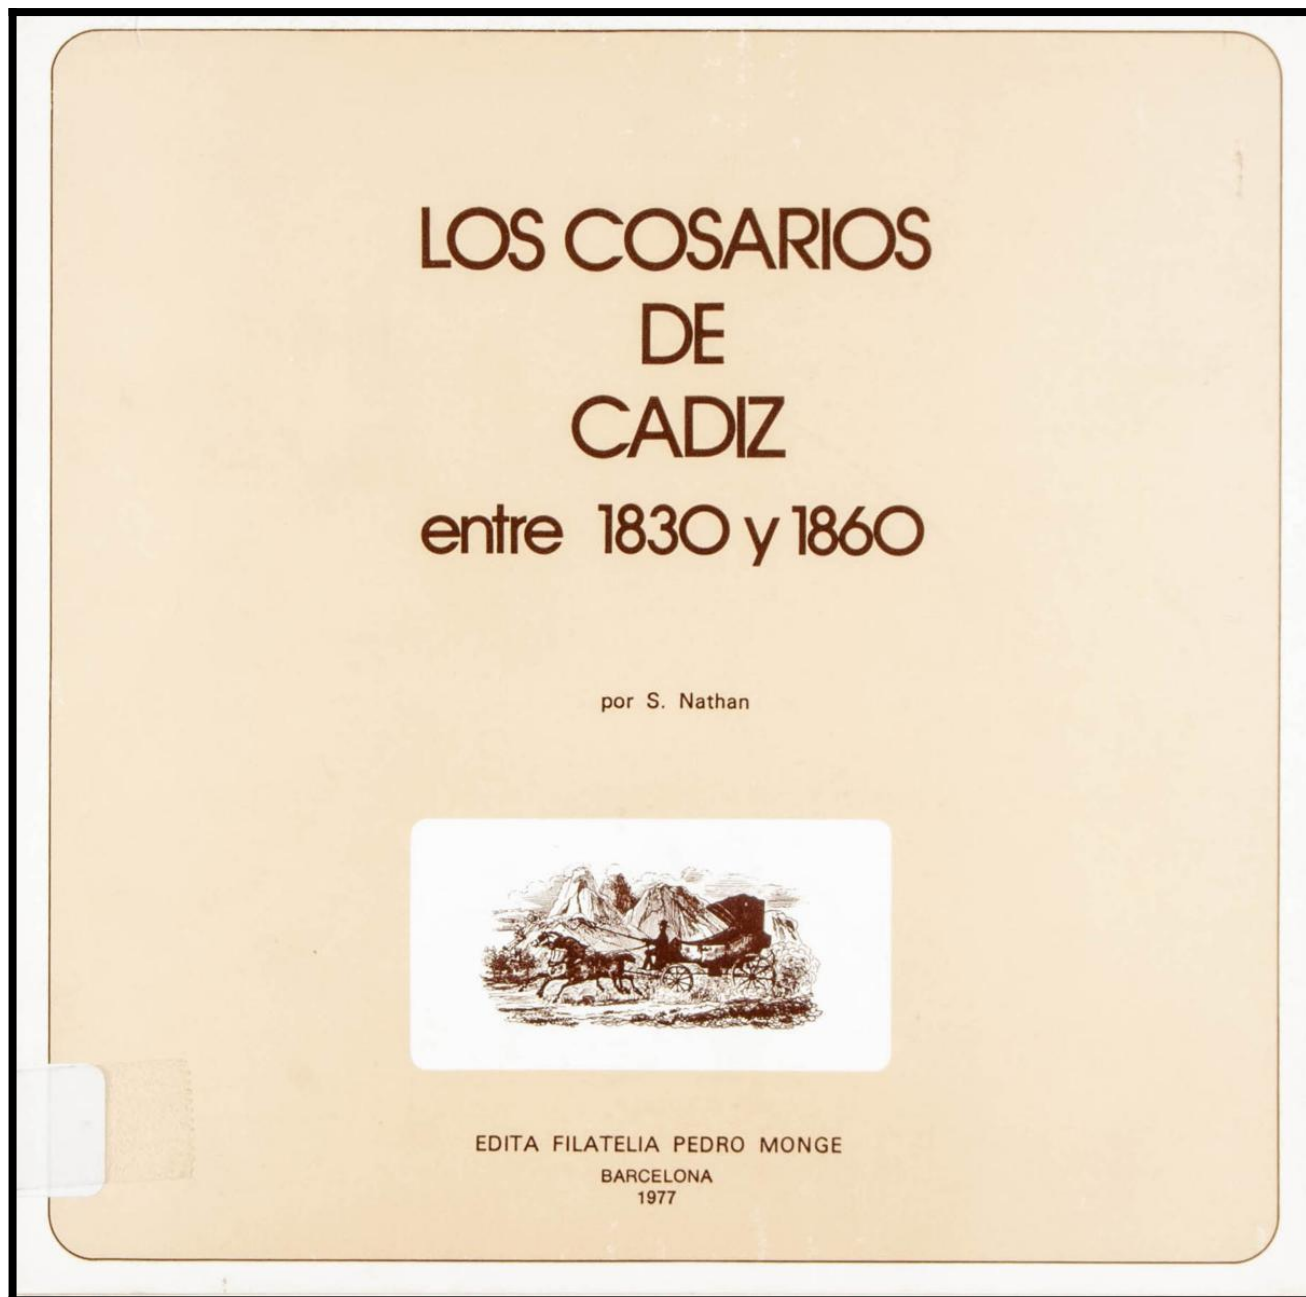 LOS COSARIOS
DE
CADIZ
entre 1830 y 1860
por S. Nathan
EDITA FILATELIA PEDRO MONGE
BARCELONA
1977